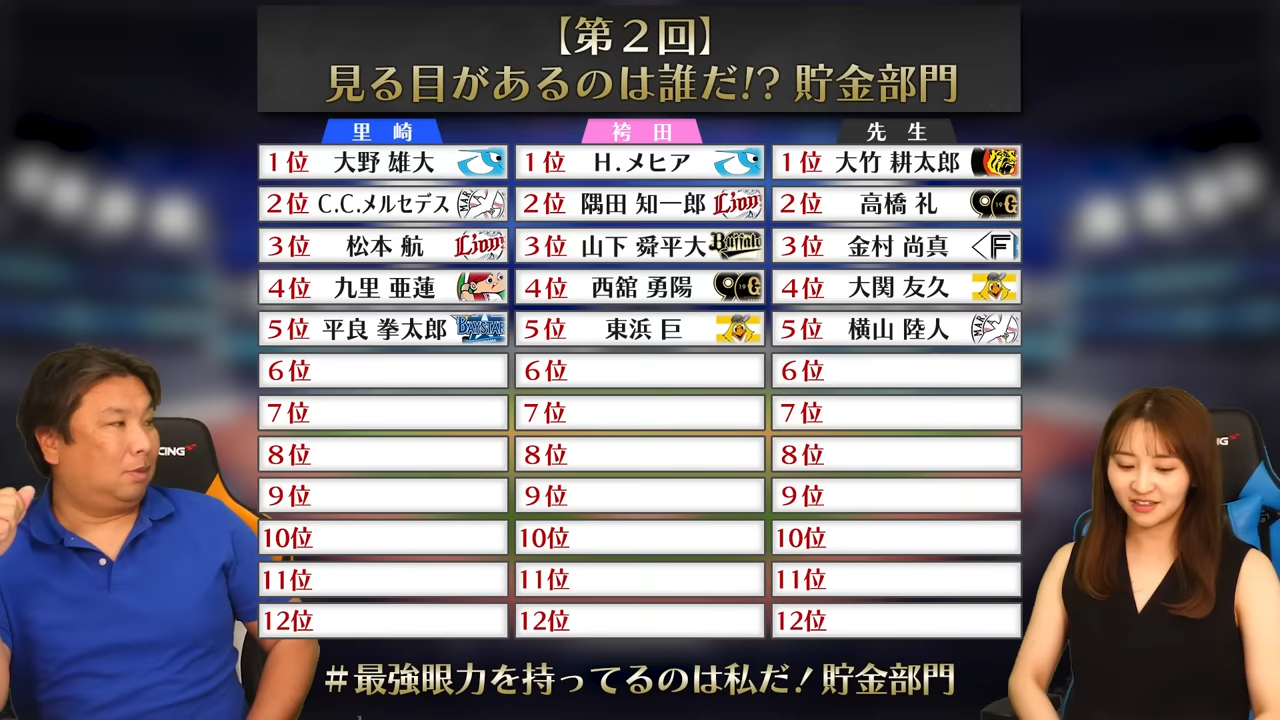 【第２回】
見る目があるのは誰だ!? 貯金部門
里崎 袴田 先生
1位 大野 雄大 1位 H.メヒア 1位 大竹 耕太郎
2位 C.C.メルセデス 2位 隅田 知一郎 Lions 2位 高橋 礼
3位 松本 航 Lions 3位 山下 舜平大 Buffaloes 3位 金村 尚真 F
4位 九里 亜蓮 4位 西舘 勇陽 G 4位 大関 友久
5位 平良 拳太郎 BAYSTARS 5位 東浜 巨 5位 横山 陸人
6位 6位 6位
7位 7位 7位
8位 8位 8位
9位 9位 9位
10位 10位 10位
11位 11位 11位
12位 12位 12位
CING
＃最強眼力を持ってるのは私だ！貯金部門